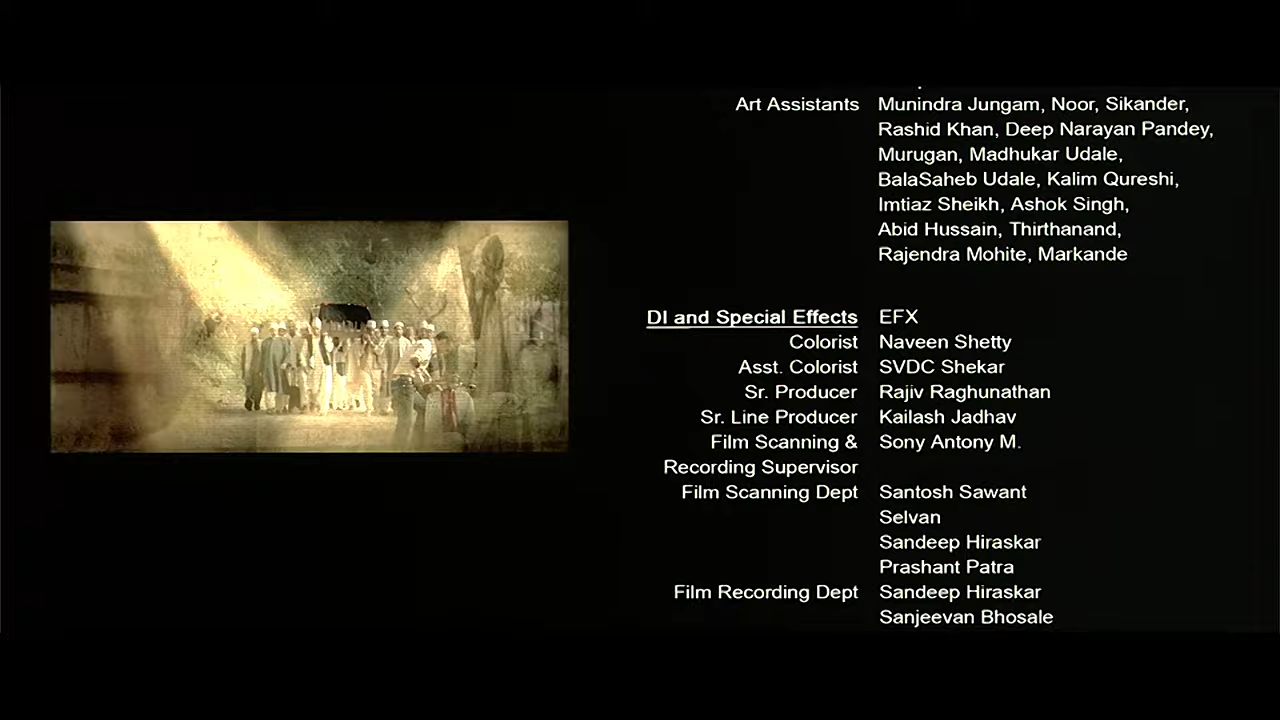 Art Assistants Munindra Jungam, Noor, Sikander,
Rashid Khan, Deep Narayan Pandey,
Murugan, Madhukar Udale,
BalaSaheb Udale, Kalim Qureshi,
Imtiaz Sheikh, Ashok Singh,
Abid Hussain, Thirthanand,
Rajendra Mohite, Markande
DI and Special Effects EFX
Colorist Naveen Shetty
Asst. Colorist SVDC Shekar
Sr. Producer Rajiv Raghunathan
Sr. Line Producer Kailash Jadhav
Film Scanning & Sony Antony M.
Recording Supervisor
Film Scanning Dept Santosh Sawant
Selvan
Sandeep Hiraskar
Prashant Patra
Film Recording Dept Sandeep Hiraskar
Sanjeevan Bhosale